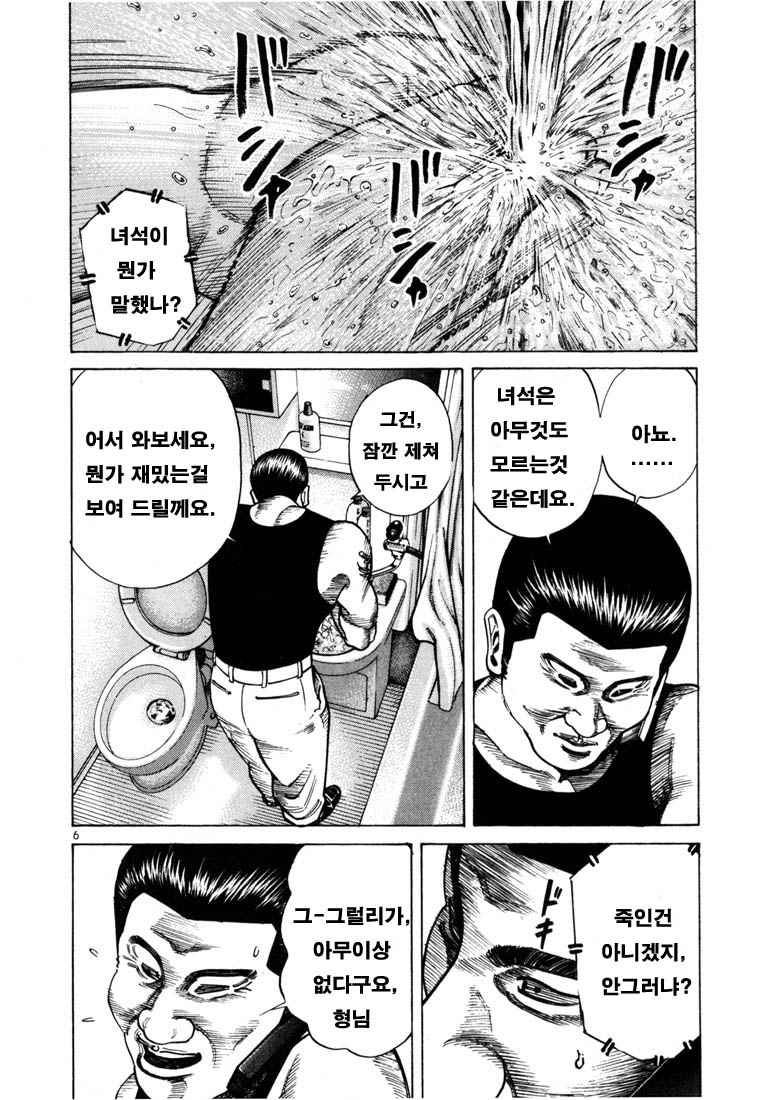 녀석이
뭔가
말했나?
아뇨.
......
녀석은
아무것도
모르는것
같은데요.
그건,
잠깐 제쳐
두시고
어서 와보세요,
뭔가 재밌는걸
보여 드릴께요.
6
죽인건
아니겠지,
안그러냐?
그-그럴리가,
아무이상
없다구요,
형님